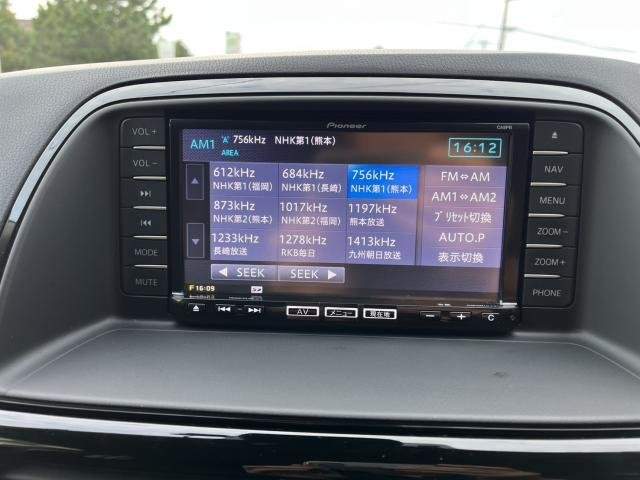 Pioneer
CA9PR
VOL +
VOL −
MODE
MUTE
AM1 756kHz NHK第1(熊本)
AREA
16:12
612kHz 684kHz 756kHz
NHK第1(福岡) NHK第1(長崎) NHK第1(熊本)
873kHz 1017kHz 1197kHz
NHK第2(熊本) NHK第2(福岡) 熊本放送
1233kHz 1278kHz 1413kHz
長崎放送 RKB毎日 九州朝日放送
◀ SEEK SEEK ▶
FM⇔AM
AM1⇔AM2
プリセット切換
AUTO.P
表示切換
F 16:09
AV メニュー 現在地
− + C
NAV
MENU
ZOOM −
ZOOM +
PHONE